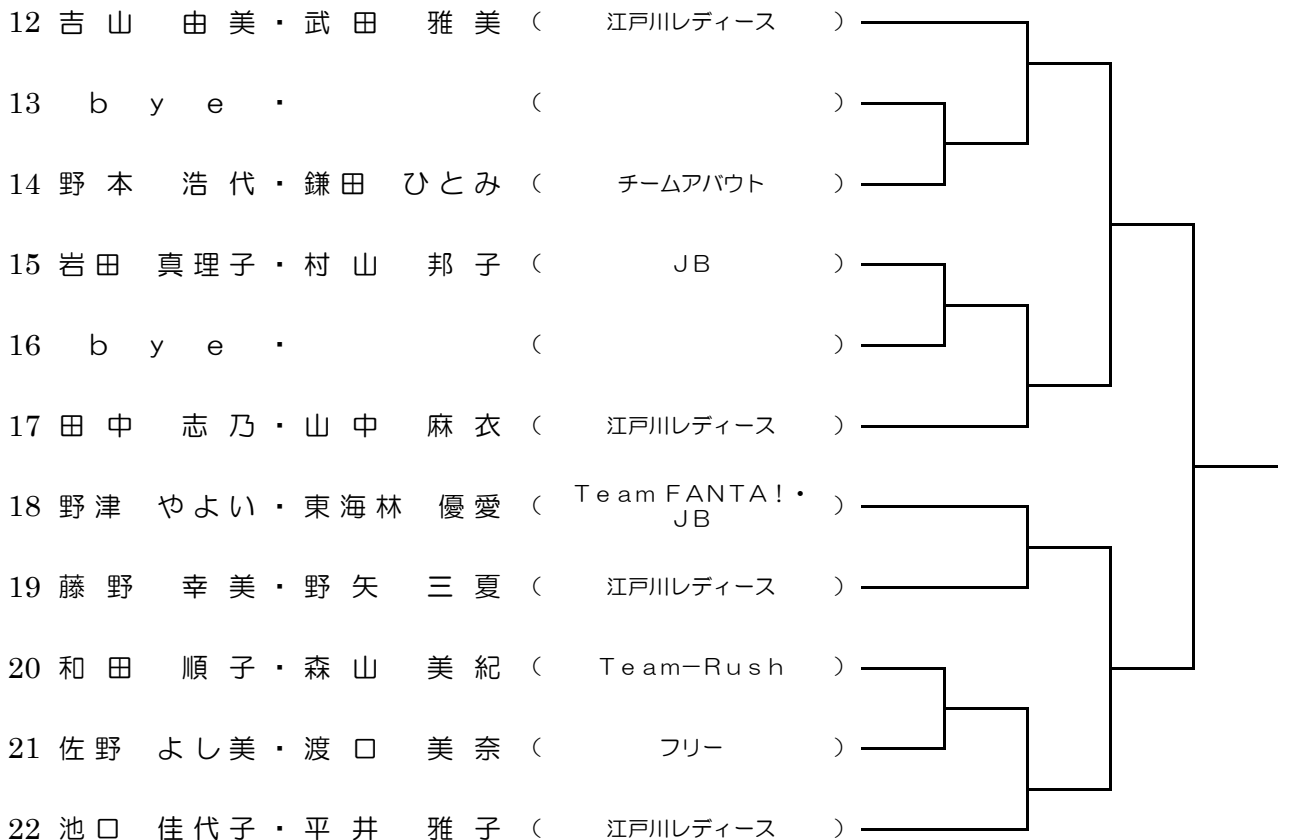 12 吉山 由美・武田 雅美 ( 江戸川レディース )
13 bye ・ ( )
14 野本 浩代・鎌田 ひとみ ( チームアバウト )
15 岩田 真理子・村山 邦子 ( JB )
16 bye ・ ( )
17 田中 志乃・山中 麻衣 ( 江戸川レディース )
18 野津 やよい・東海林 優愛 ( Team FANTA!・
JB )
19 藤野 幸美・野矢 三夏 ( 江戸川レディース )
20 和田 順子・森山 美紀 ( Team−Rush )
21 佐野 よし美・渡口 美奈 ( フリー )
22 池口 佳代子・平井 雅子 ( 江戸川レディース )